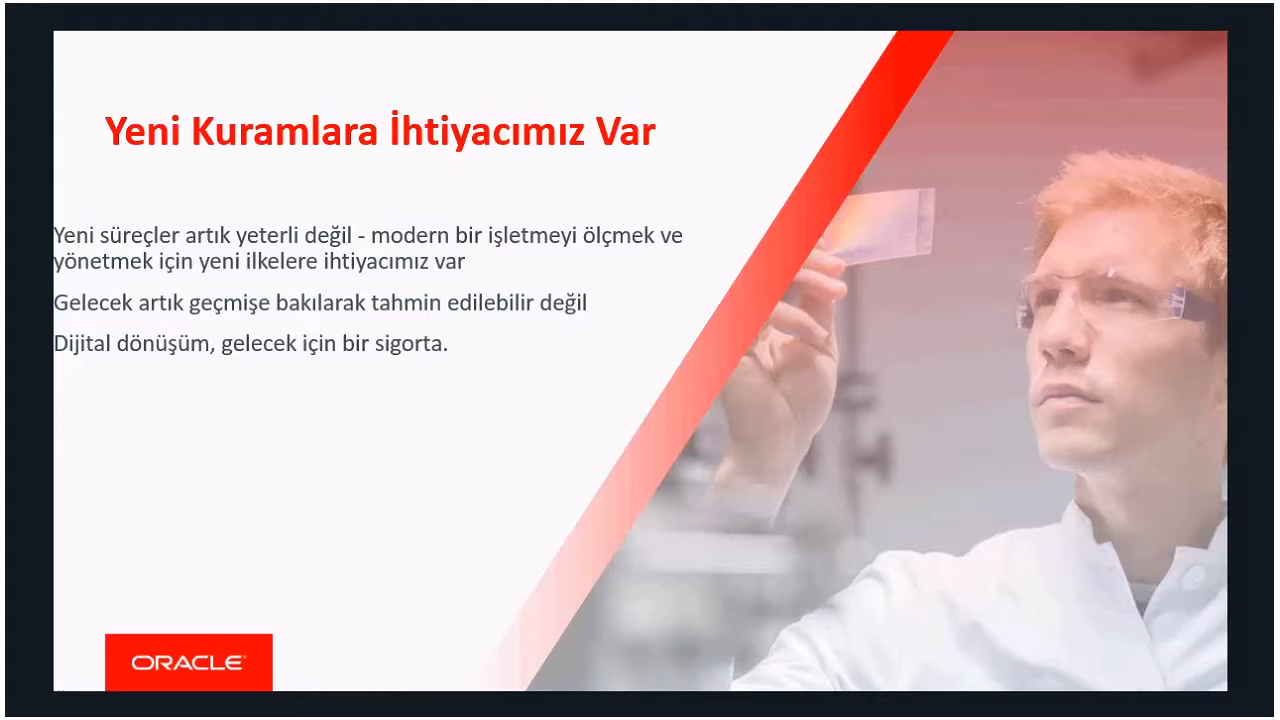 Yeni Kuramlara İhtiyacımız Var
Yeni süreçler artık yeterli değil - modern bir işletmeyi ölçmek ve
yönetmek için yeni ilkelere ihtiyacımız var
Gelecek artık geçmişe bakılarak tahmin edilebilir değil
Dijital dönüşüm, gelecek için bir sigorta.
ORACLE